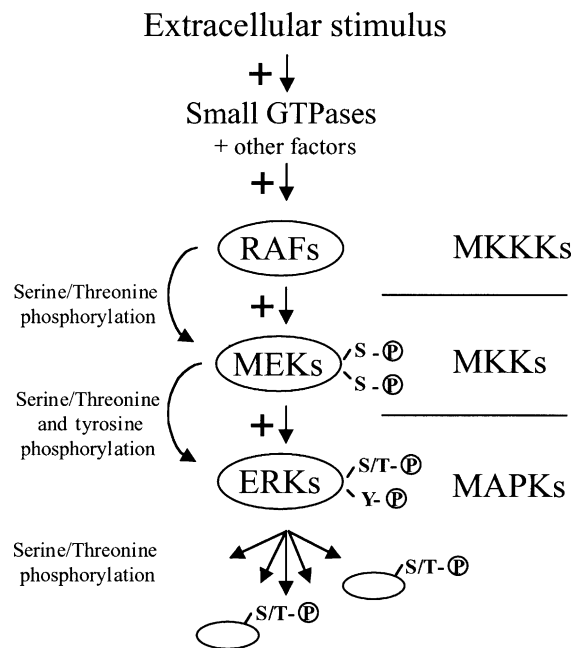 Extracellular stimulus
+
Small GTPases
+ other factors
+
RAFs
MKKKs
Serine/Threonine
phosphorylation
+
MEKs
S - P
S - P
MKKs
Serine/Threonine
and tyrosine
phosphorylation
+
ERKs
S/T- P
Y- P
MAPKs
Serine/Threonine
phosphorylation
S/T- P
S/T- P